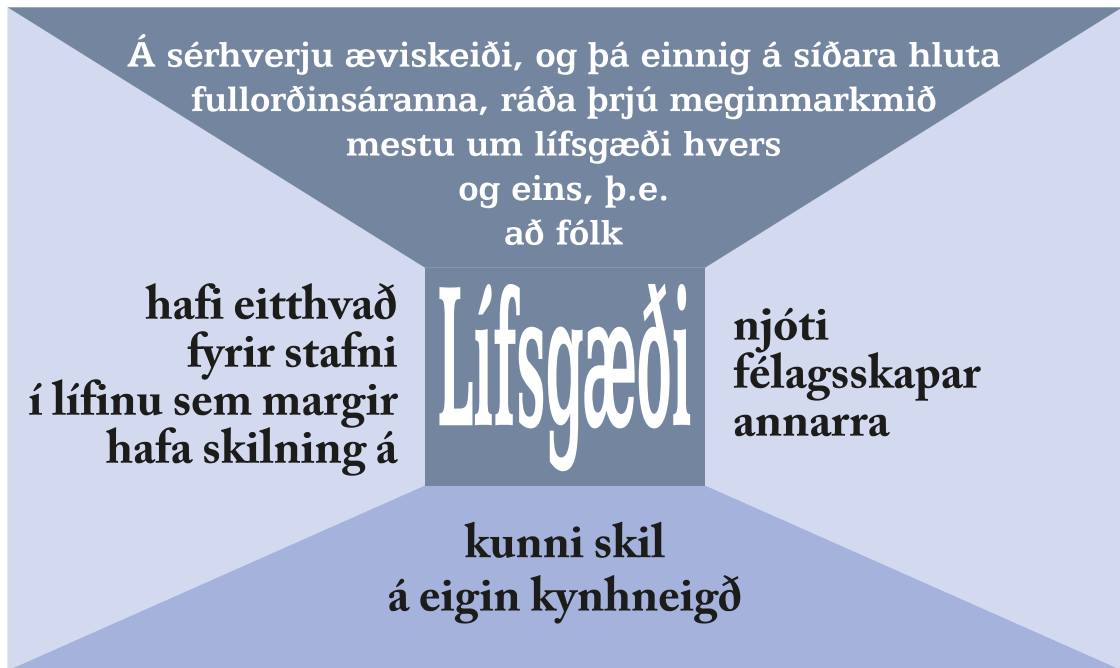 Á sérhverju æviskeiði, og þá einnig á síðara hluta
fullorðinsáranna, ráða þrjú meginmarkmið
mestu um lífsgæði hvers
og eins, þ.e.
að fólk
hafi eitthvað
fyrir stafni
í lífinu sem margir
hafa skilning á
Lífsgæði
njóti
félagsskapar
annarra
kunni skil
á eigin kynhneigð